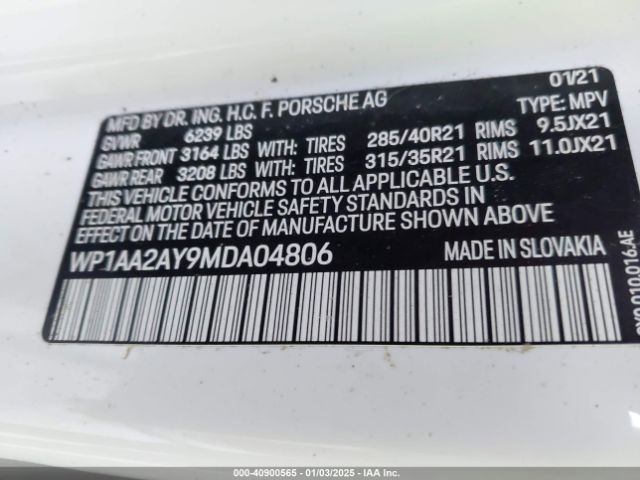 MFD BY DR. ING. H.C. F. PORSCHE AG 01/21
GVWR 6239 LBS TYPE: MPV
GAWR FRONT 3164 LBS WITH: TIRES 285/40R21 RIMS 9.5JX21
GAWR REAR 3208 LBS WITH: TIRES 315/35R21 RIMS 11.0JX21
THIS VEHICLE CONFORMS TO ALL APPLICABLE U.S.
FEDERAL MOTOR VEHICLE SAFETY STANDARDS IN
EFFECT ON THE DATE OF MANUFACTURE SHOWN ABOVE
WP1AA2AY9MDA04806 MADE IN SLOVAKIA
000-40900565 - 01/03/2025 - IAAI.com